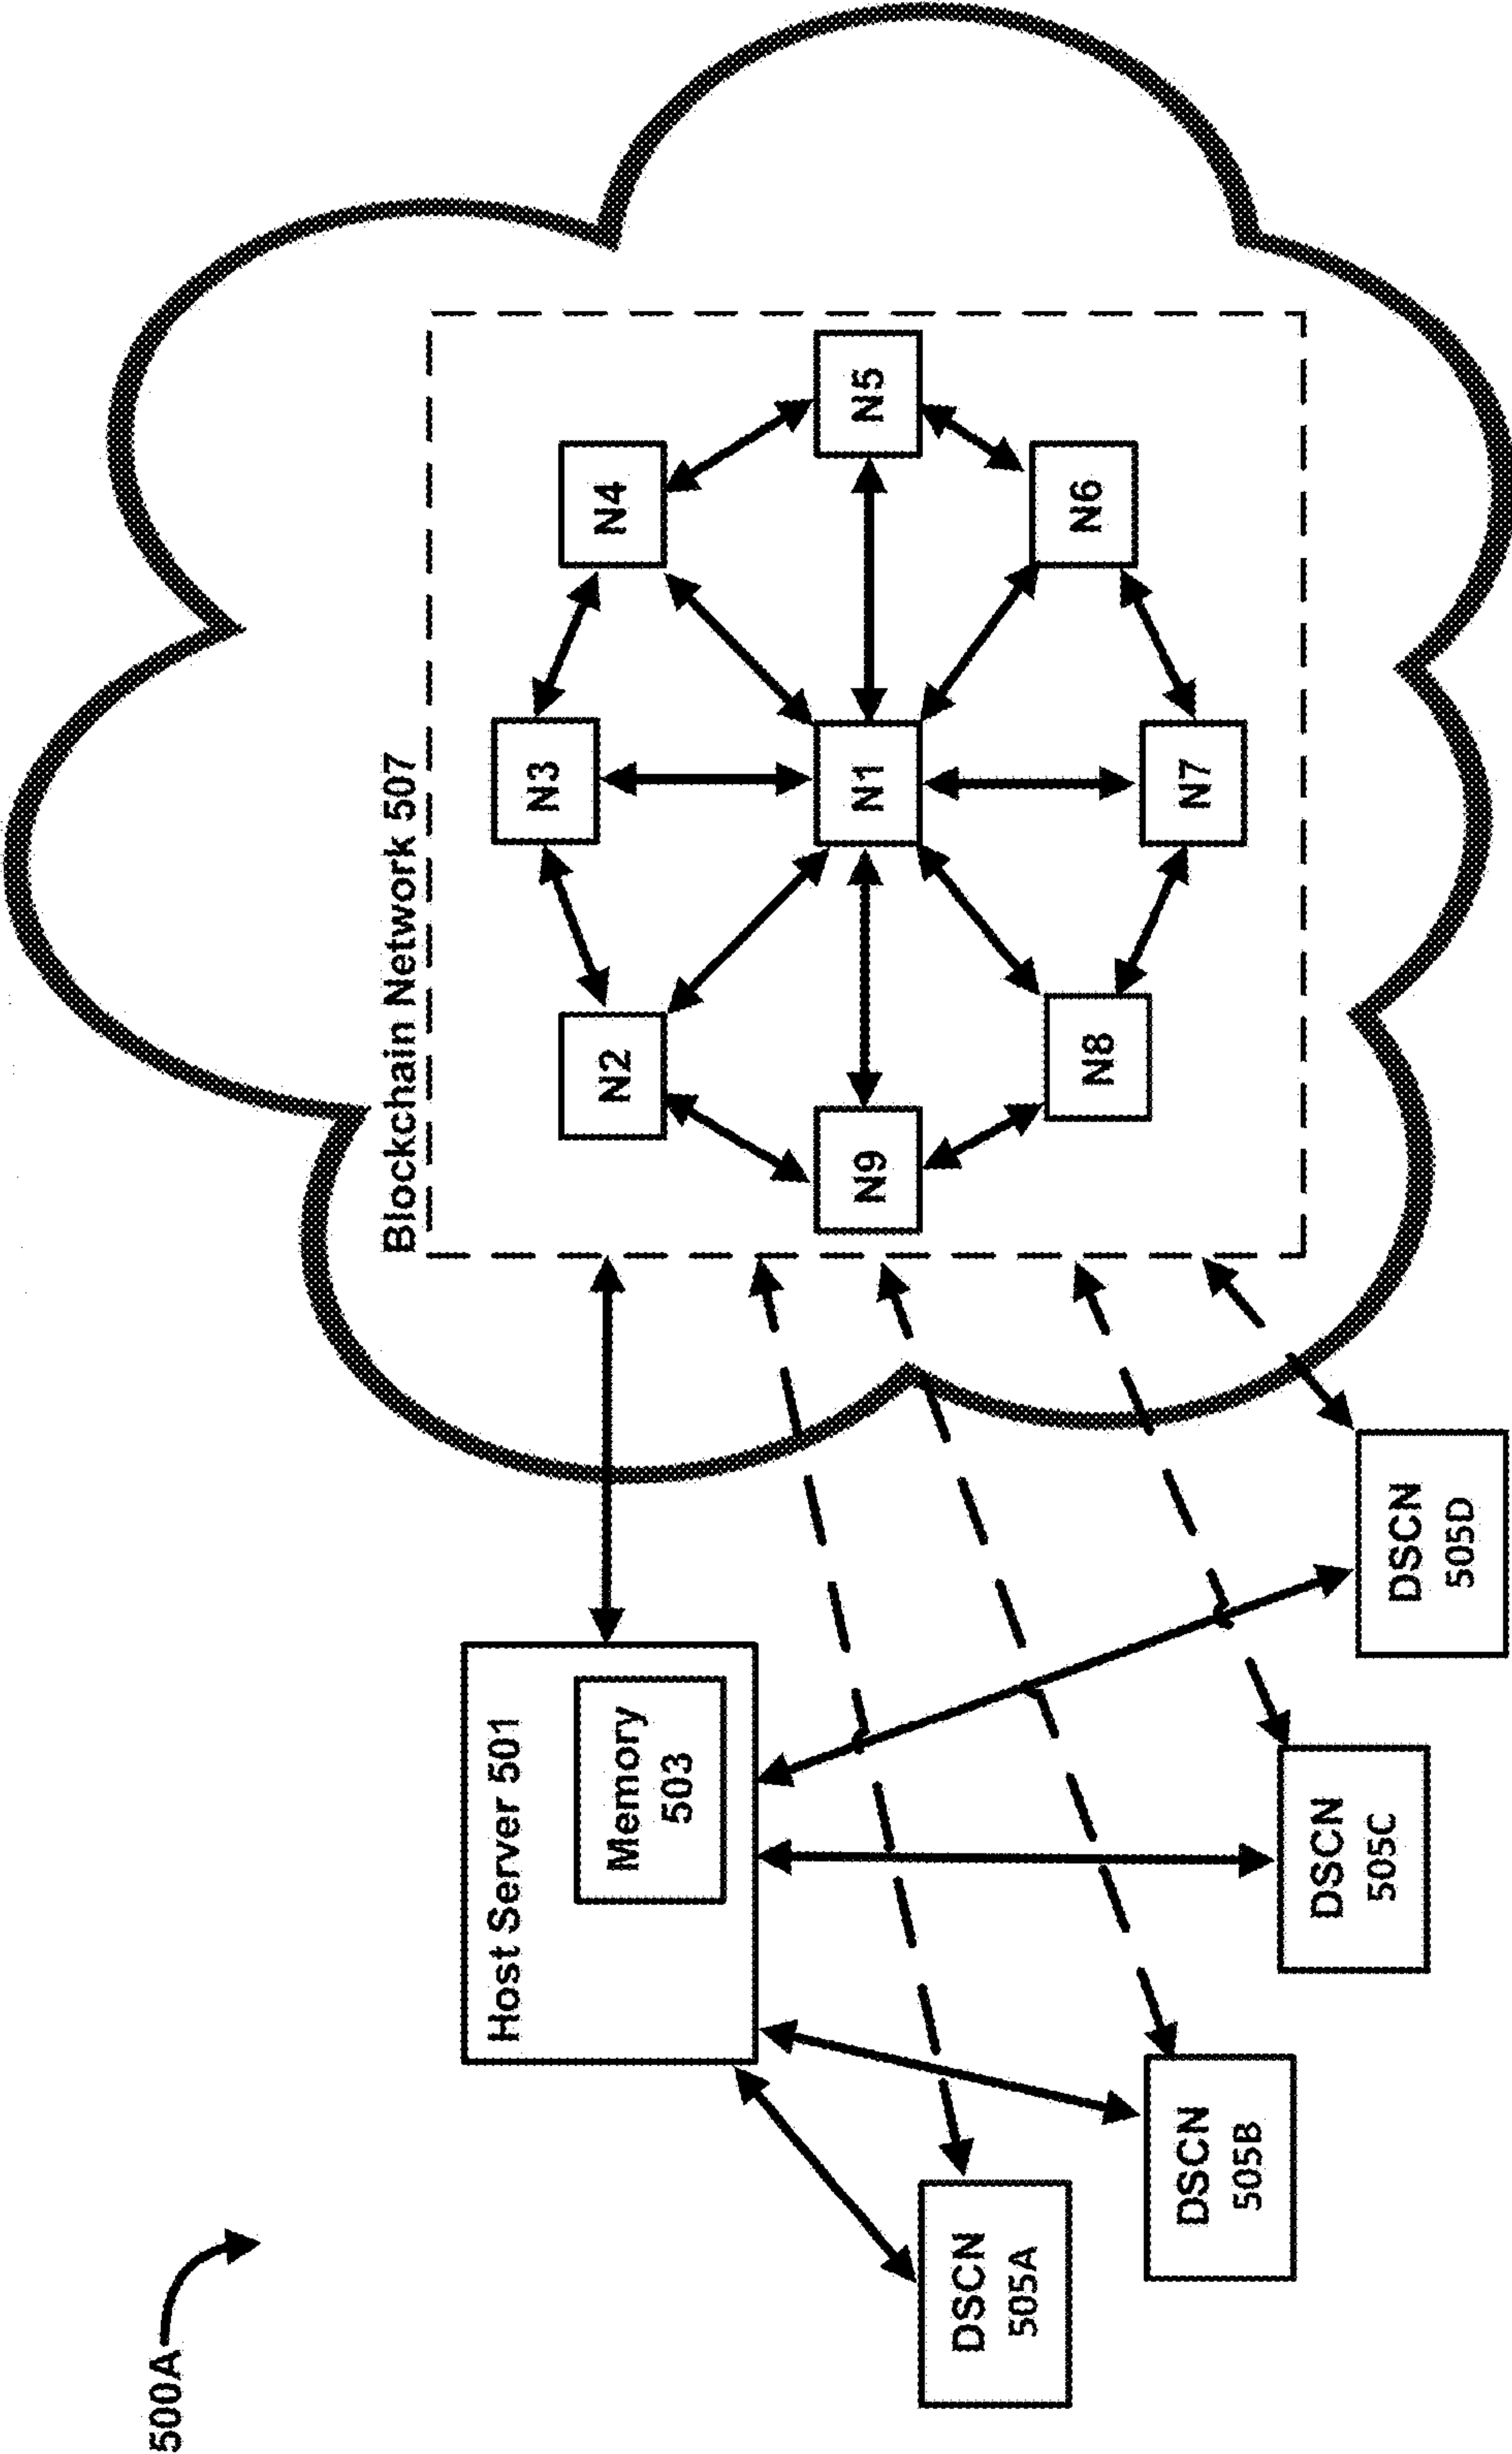 500A
Host Server 501
Memory
503
DSCN
505A
DSCN
505B
DSCN
505C
DSCN
505D
Blockchain Network 507
N2
N3
N4
N9
N1
N5
N8
N7
N6